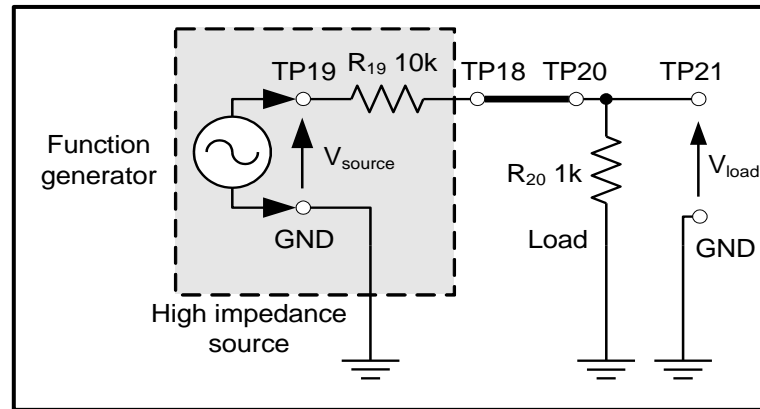 TP19
R19 10k
TP18
TP20
TP21
Function
generator
Vsource
R20 1k
Vload
GND
Load
GND
High impedance
source